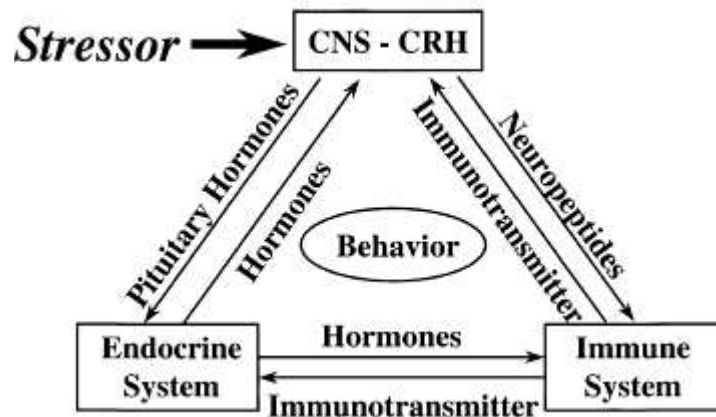 Stressor
CNS - CRH
Pituitary Hormones
Hormones
Immunotransmitter
Neuropeptides
Behavior
Endocrine
System
Hormones
Immunotransmitter
Immune
System